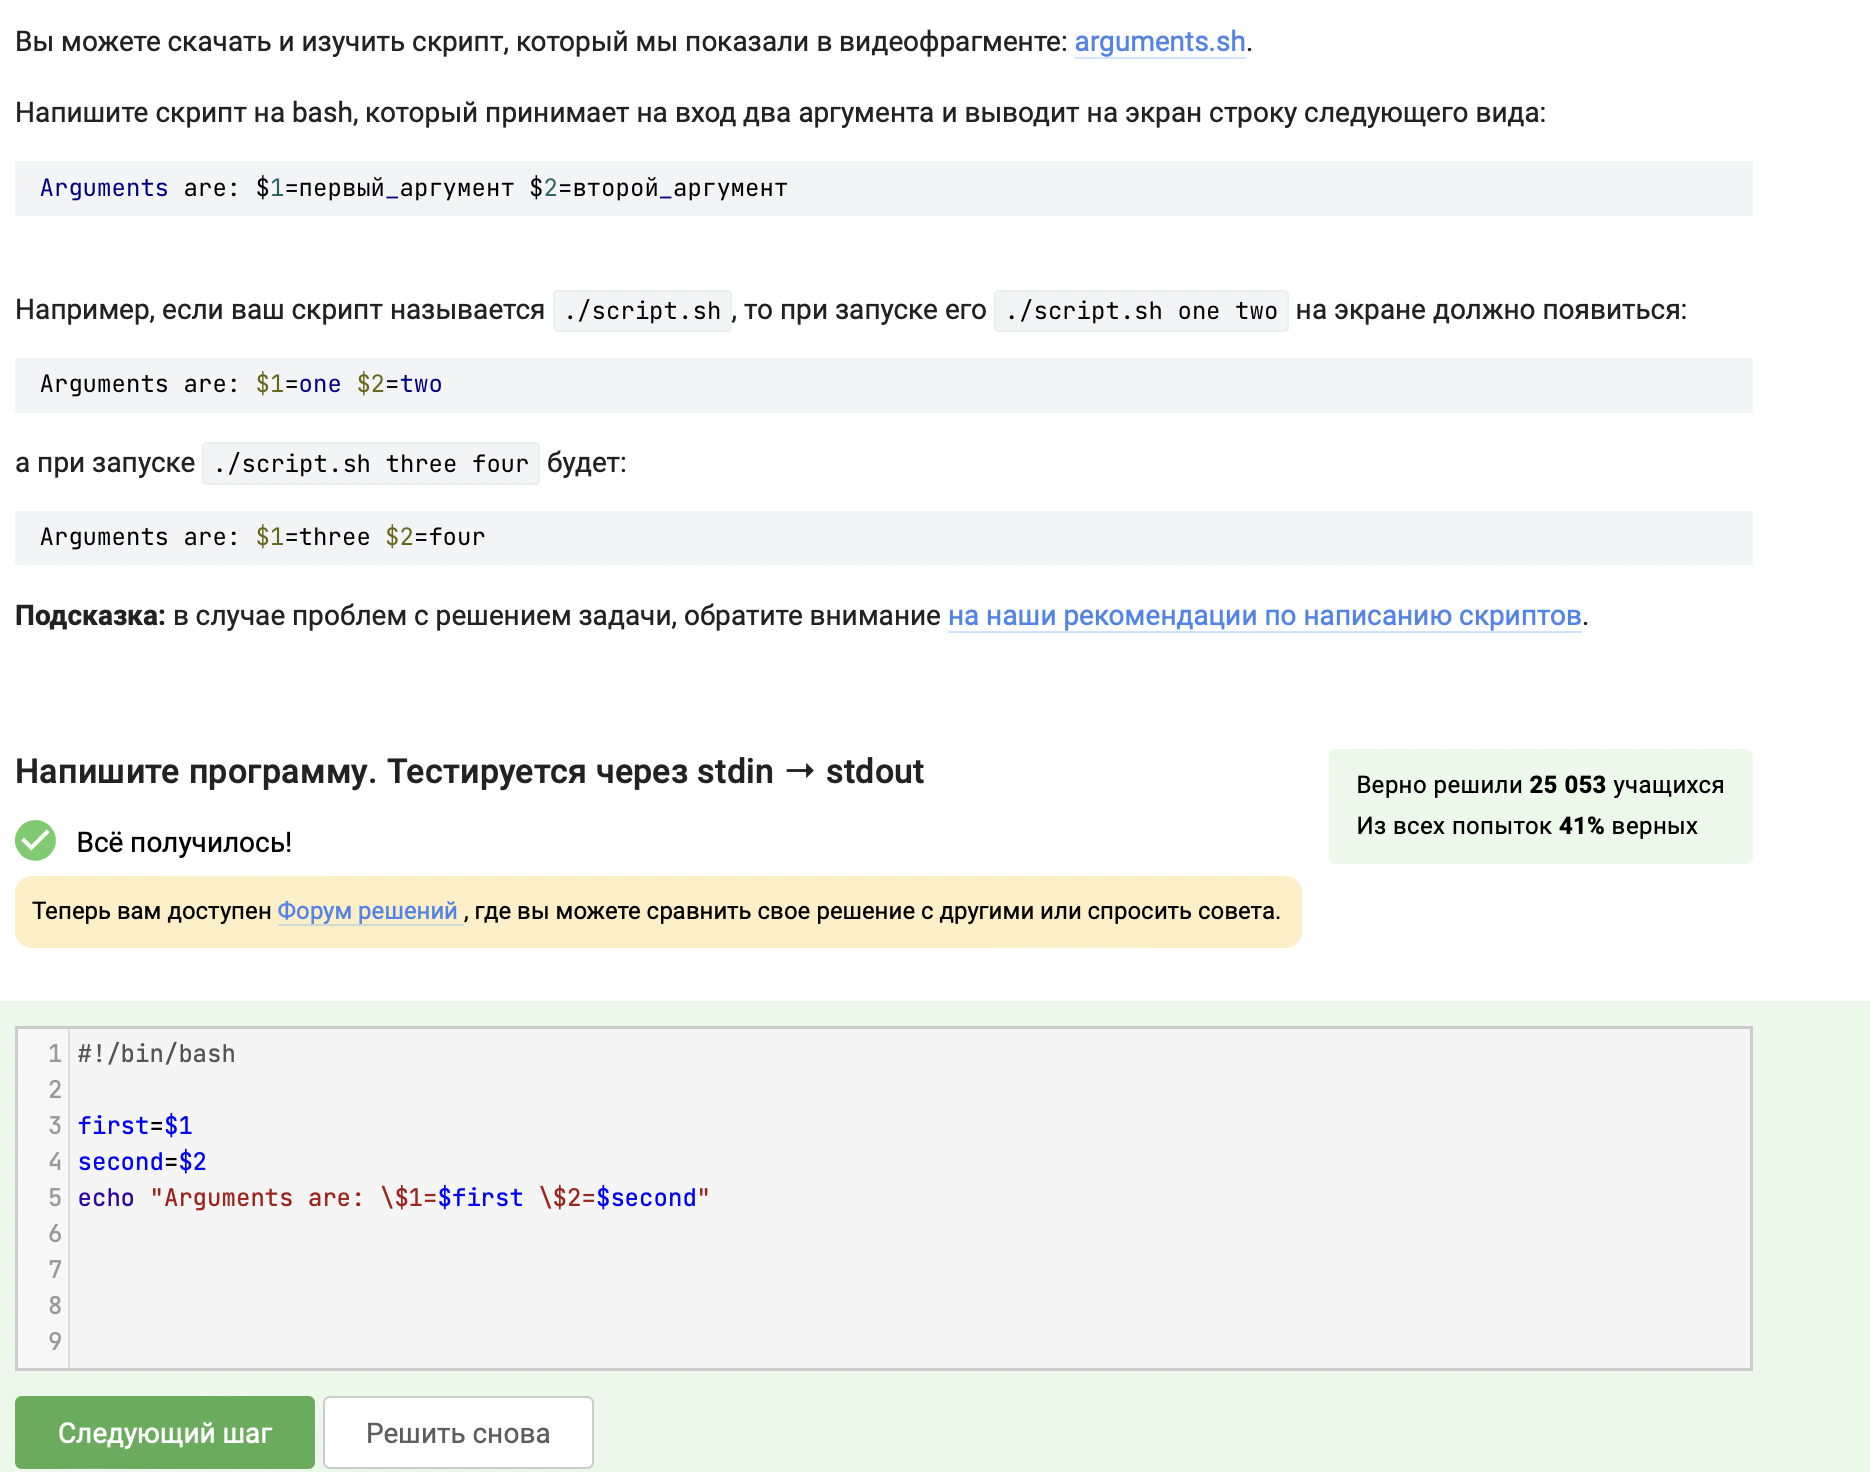 Вы можете скачать и изучить скрипт, который мы показали в видеофрагменте: arguments.sh.
Напишите скрипт на bash, который принимает на вход два аргумента и выводит на экран строку следующего вида:
Arguments are: $1=первый_аргумент $2=второй_аргумент
Например, если ваш скрипт называется ./script.sh, то при запуске его ./script.sh one two на экране должно появиться:
Arguments are: $1=one $2=two
а при запуске ./script.sh three four будет:
Arguments are: $1=three $2=four
Подсказка: в случае проблем с решением задачи, обратите внимание на наши рекомендации по написанию скриптов.
Напишите программу. Тестируется через stdin → stdout
Верно решили 25 053 учащихся
Из всех попыток 41% верных
Всё получилось!
Теперь вам доступен Форум решений , где вы можете сравнить свое решение с другими или спросить совета.
1 #!/bin/bash
2
3 first=$1
4 second=$2
5 echo "Arguments are: \$1=$first \$2=$second"
6
7
8
9
Следующий шаг
Решить снова